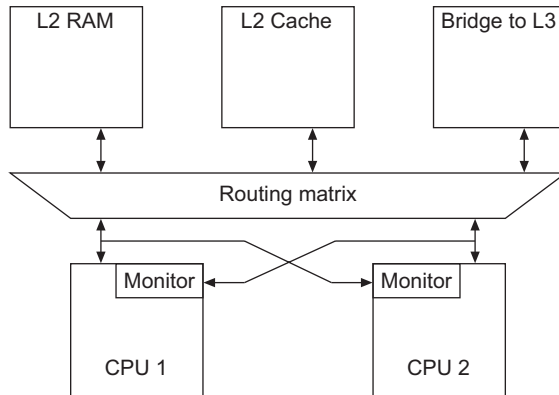 L2 RAM
L2 Cache
Bridge to L3
Routing matrix
Monitor
Monitor
CPU 1
CPU 2